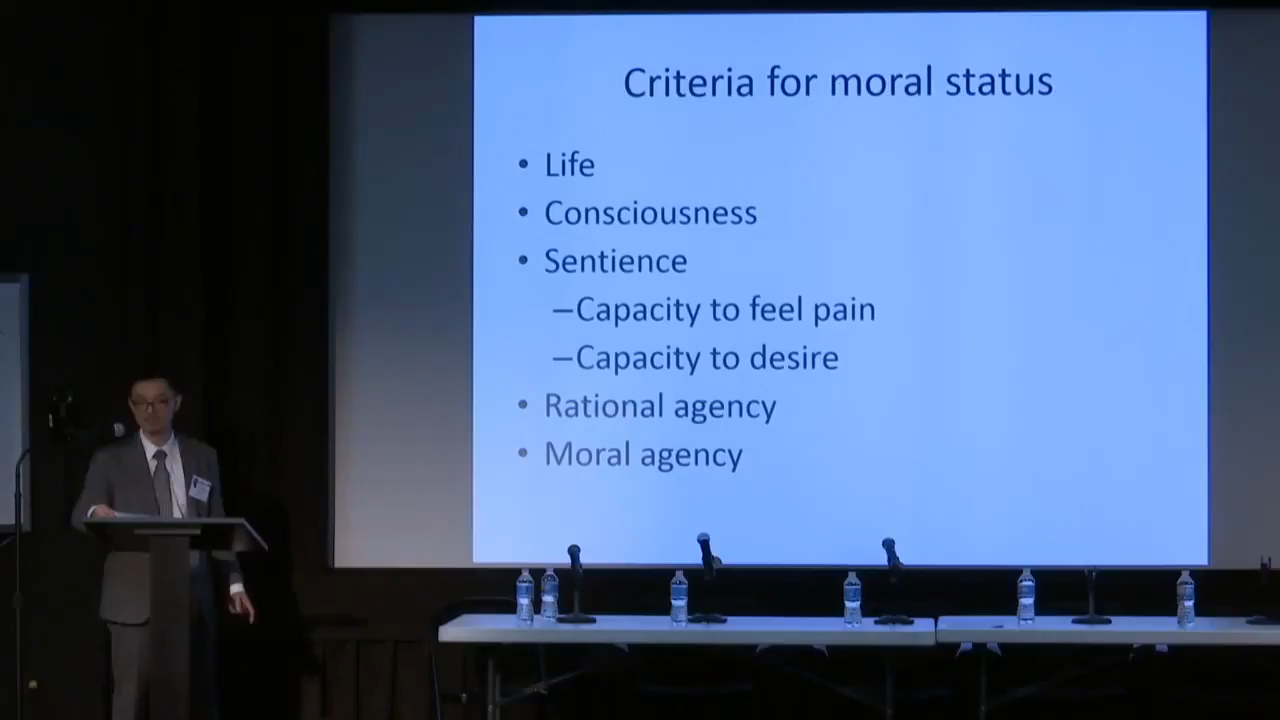 Criteria for moral status
• Life
• Consciousness
• Sentience
–Capacity to feel pain
–Capacity to desire
• Rational agency
• Moral agency